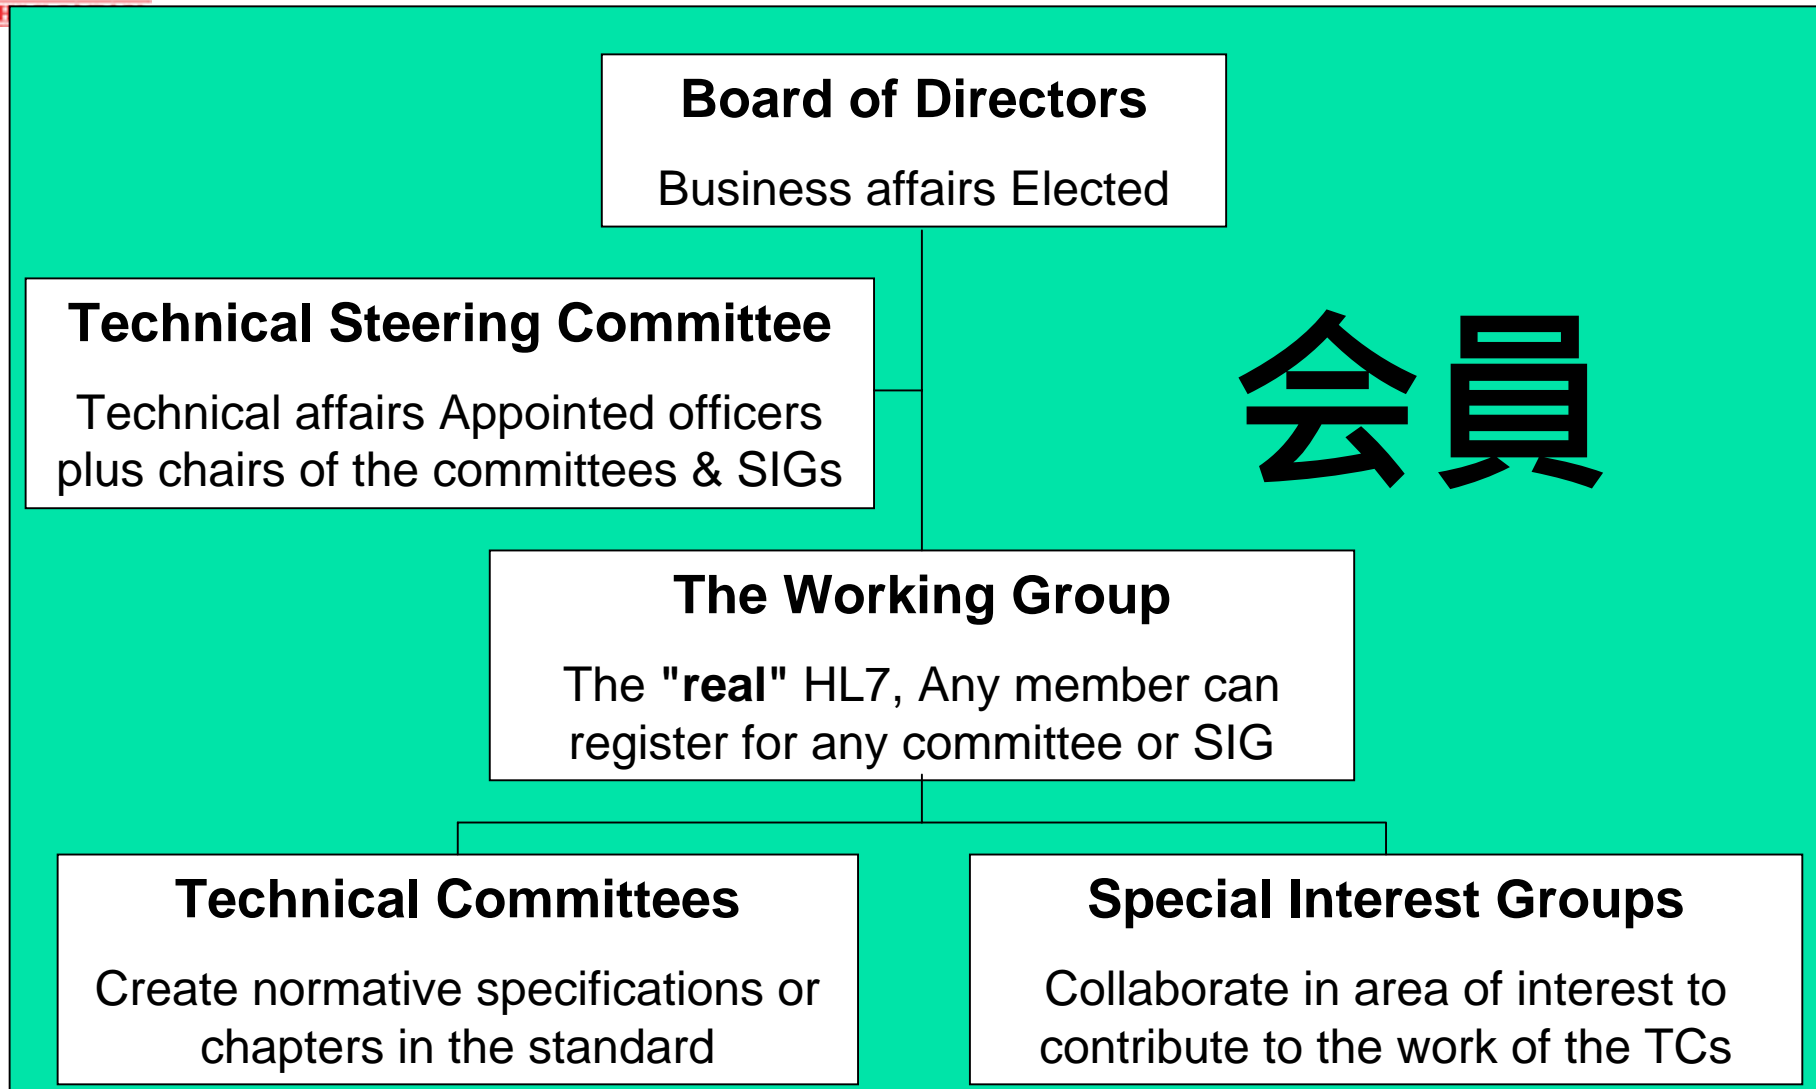 Board of Directors
Business affairs Elected
Technical Steering Committee
Technical affairs Appointed officers
plus chairs of the committees & SIGs
会員
The Working Group
The "real" HL7, Any member can
register for any committee or SIG
Technical Committees
Create normative specifications or
chapters in the standard
Special Interest Groups
Collaborate in area of interest to
contribute to the work of the TCs